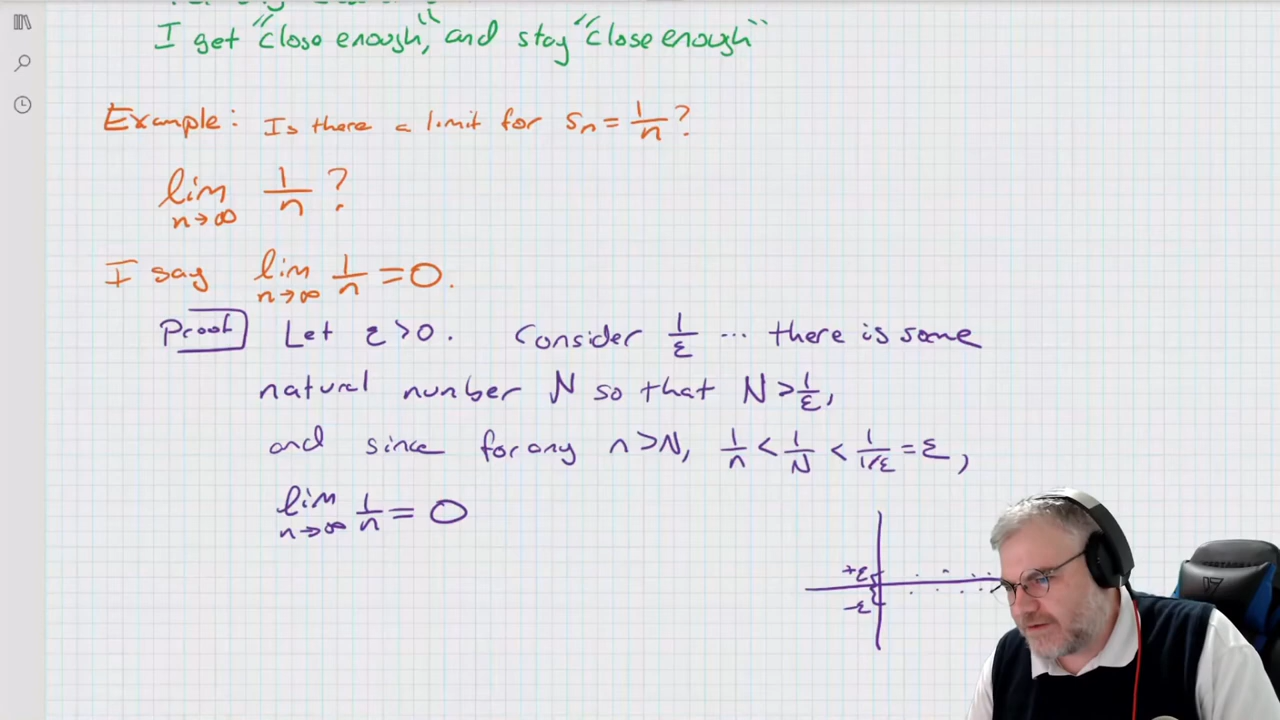 I get "close enough," and stay "close enough"
Example: Is there a limit for sₙ = 1/n ?
lim n→∞ 1/n ?
I say lim n→∞ 1/n = 0.
Proof Let ε > 0. Consider 1/ε ... there is some
natural number N so that N > 1/ε,
and since for any n > N, 1/n < 1/N < 1/(1/ε) = ε,
lim n→∞ 1/n = 0
+ε
-ε